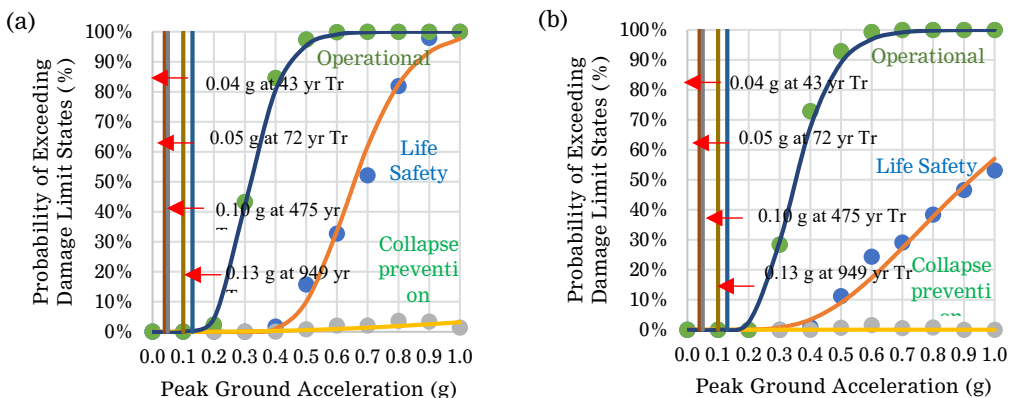 (a)
Probability of Exceeding
Damage Limit States (%)
100%
90%
80%
70%
60%
50%
40%
30%
20%
10%
0%
Operational
0.04 g at 43 yr Tr
0.05 g at 72 yr Tr
Life
Safety
0.10 g at 475 yr
Collapse
preventi
on
0.13 g at 949 yr
0.0 0.1 0.2 0.3 0.4 0.5 0.6 0.7 0.8 0.9 1.0
Peak Ground Acceleration (g)
(b)
Probability of Exceeding
Damage Limit States (%)
100%
90%
80%
70%
60%
50%
40%
30%
20%
10%
0%
Operational
0.04 g at 43 yr Tr
0.05 g at 72 yr Tr
Life Safety
0.10 g at 475 yr Tr
0.13 g at 949 yr Tr
Collapse
preventi
on
0.0 0.1 0.2 0.3 0.4 0.5 0.6 0.7 0.8 0.9 1.0
Peak Ground Acceleration (g)